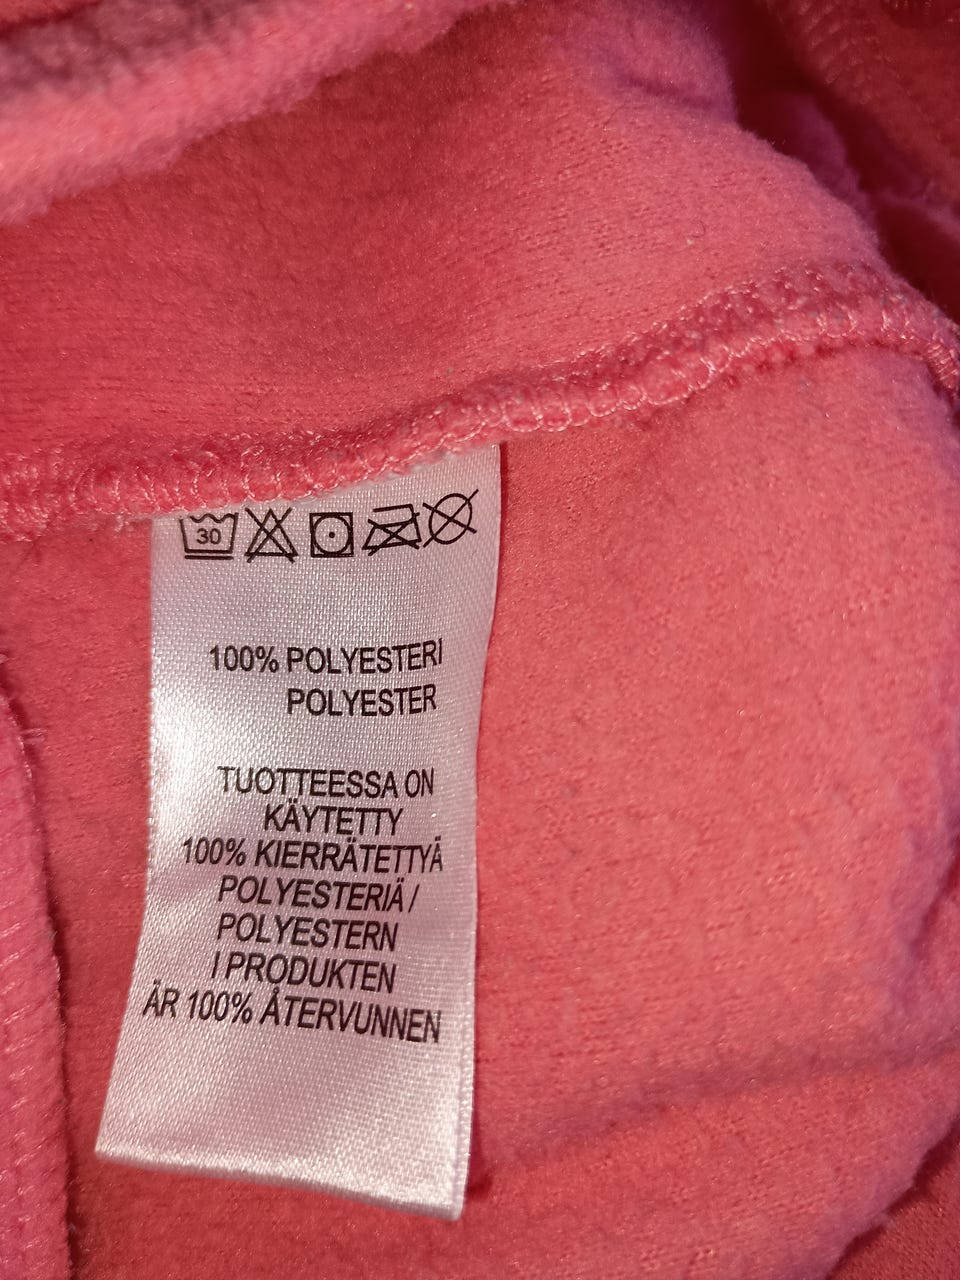 30
100% POLYESTERI
POLYESTER
TUOTTEESSA ON
KÄYTETTY
100% KIERRÄTETTYÄ
POLYESTERIÄ /
POLYESTERN
I PRODUKTEN
ÄR 100% ÅTERVUNNEN